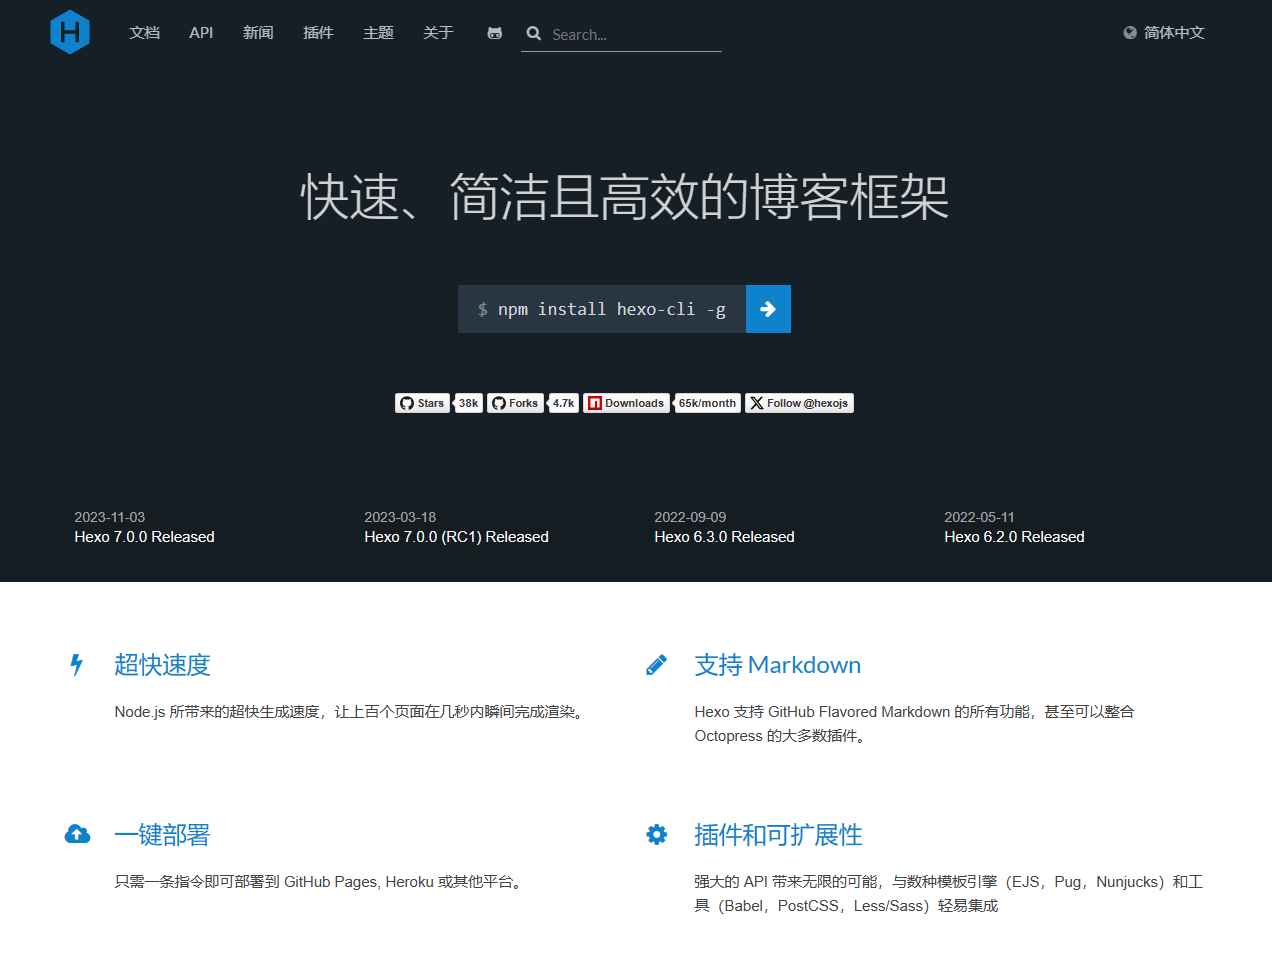 H 文档 API 新闻 插件 主题 关于 Search... 简体中文
快速、简洁且高效的博客框架
$ npm install hexo-cli -g
Stars 38k Forks 4.7k Downloads 65k/month Follow @hexojs
2023-11-03 2023-03-18 2022-09-09 2022-05-11
Hexo 7.0.0 Released Hexo 7.0.0 (RC1) Released Hexo 6.3.0 Released Hexo 6.2.0 Released
超快速度
Node.js 所带来的超快生成速度，让上百个页面在几秒内瞬间完成渲染。
支持 Markdown
Hexo 支持 GitHub Flavored Markdown 的所有功能，甚至可以整合
Octopress 的大多数插件。
一键部署
只需一条指令即可部署到 GitHub Pages, Heroku 或其他平台。
插件和可扩展性
强大的 API 带来无限的可能，与数种模板引擎（EJS，Pug，Nunjucks）和工
具（Babel，PostCSS，Less/Sass）轻易集成